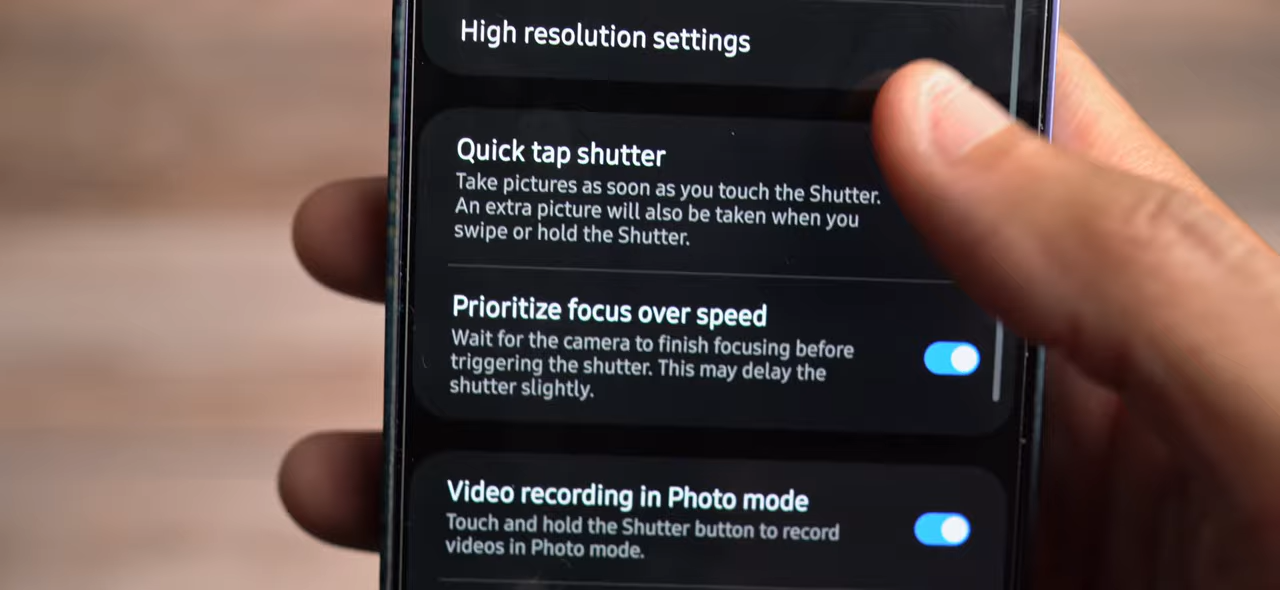 High resolution settings
Quick tap shutter
Take pictures as soon as you touch the Shutter.
An extra picture will also be taken when you
swipe or hold the Shutter.
Prioritize focus over speed
Wait for the camera to finish focusing before
triggering the shutter. This may delay the
shutter slightly.
Video recording in Photo mode
Touch and hold the Shutter button to record
videos in Photo mode.